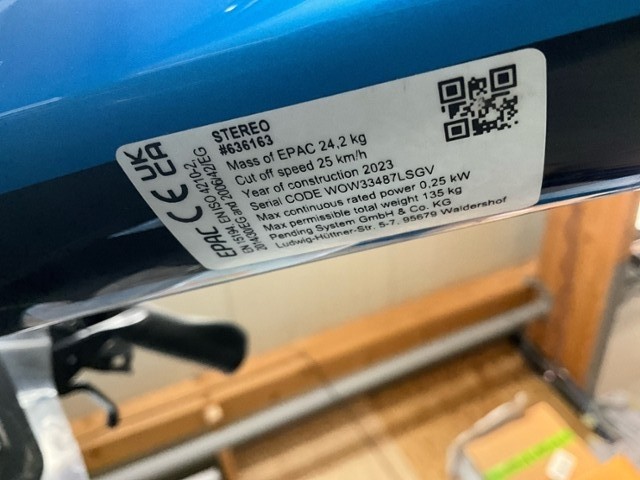 STEREO
#636163
Mass of EPAC 24,2 kg
Cut off speed 25 km/h
Year of construction 2023
Serial CODE WOW33487LSGV
Max continuous rated power 0,25 kW
Max permissible total weight 135 kg
Pending System GmbH & Co. KG
Ludwig-Hüttner-Str. 5-7, 95679 Waldershof
UK
CA
CE
EPAC
EN 15194, EN ISO 4210-2,
2014/30/EG and 2006/42/EG